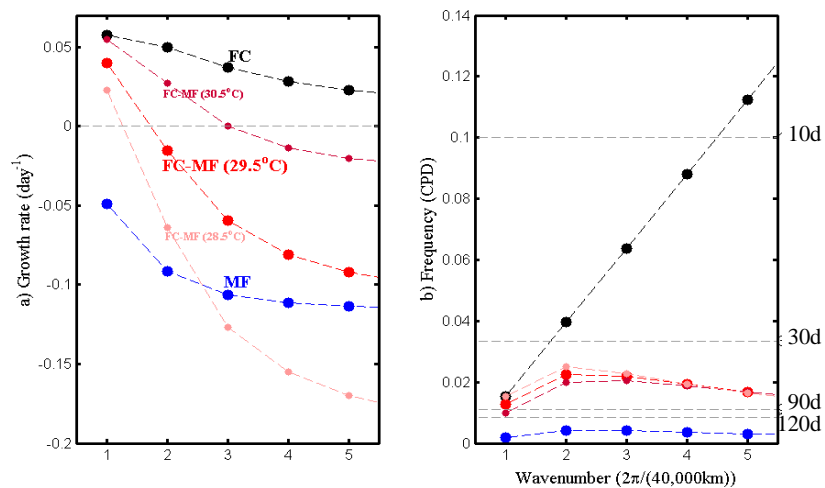 0.05
0
-0.05
-0.1
-0.15
-0.2
a) Growth rate (day-1)
FC
FC-MF (30.5oC)
FC-MF (29.5oC)
FC-MF (28.5oC)
MF
1 2 3 4 5
0.14
0.12
0.1
0.08
0.06
0.04
0.02
0
b) Frequency (CPD)
10d
30d
90d
120d
1 2 3 4 5
Wavenumber (2π/(40,000km))